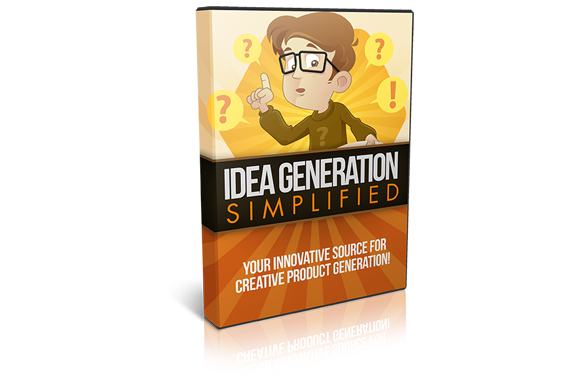 ?
?
?
!
?
IDEA GENERATION
SIMPLIFIED
YOUR INNOVATIVE SOURCE FOR
CREATIVE PRODUCT GENERATION!